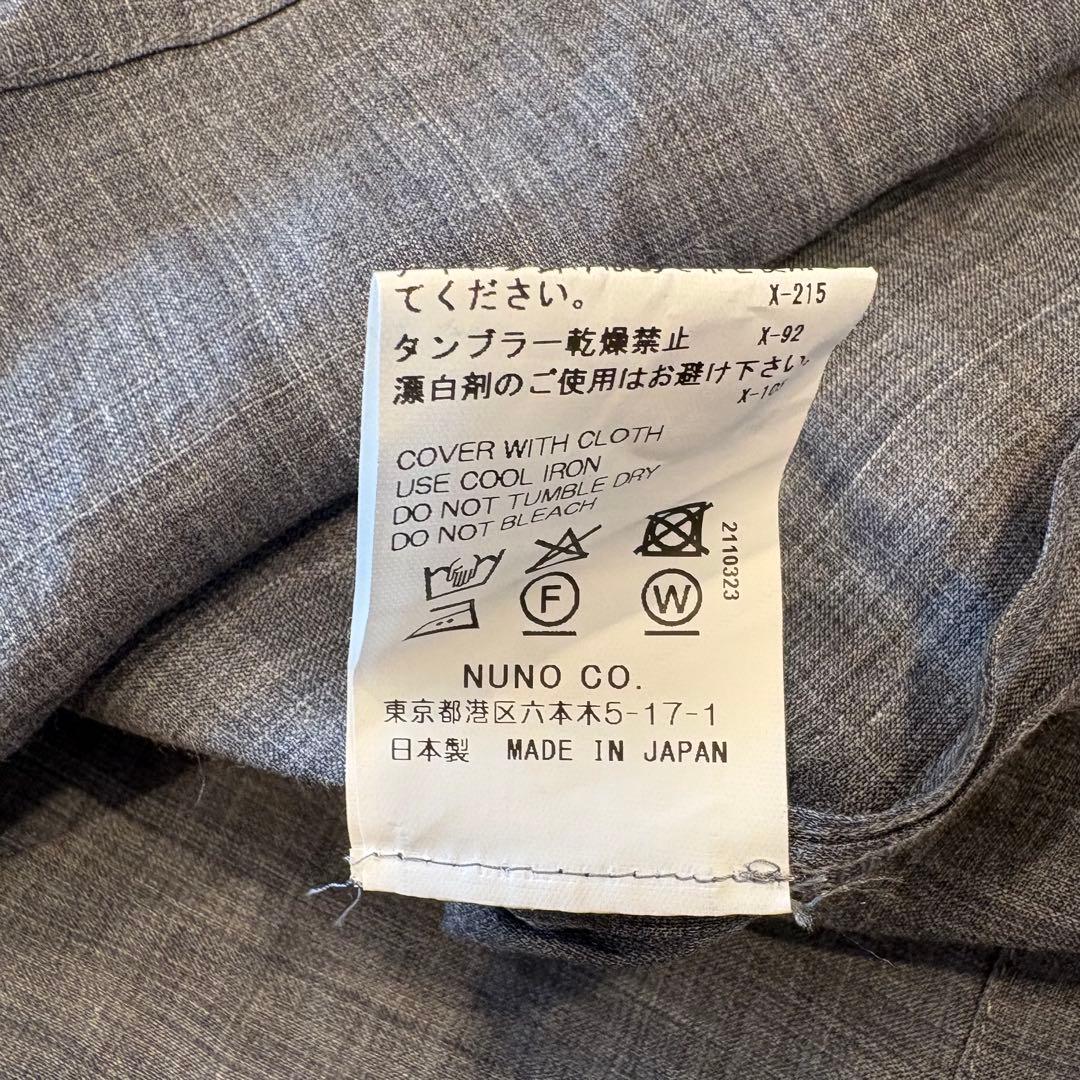 てください。 X-215
タンブラー乾燥禁止 X-92
漂白剤のご使用はお避け下さい
COVER WITH CLOTH
USE COOL IRON
DO NOT TUMBLE DRY
DO NOT BLEACH
2110323
F W
NUNO CO.
東京都港区六本木5-17-1
日本製 MADE IN JAPAN